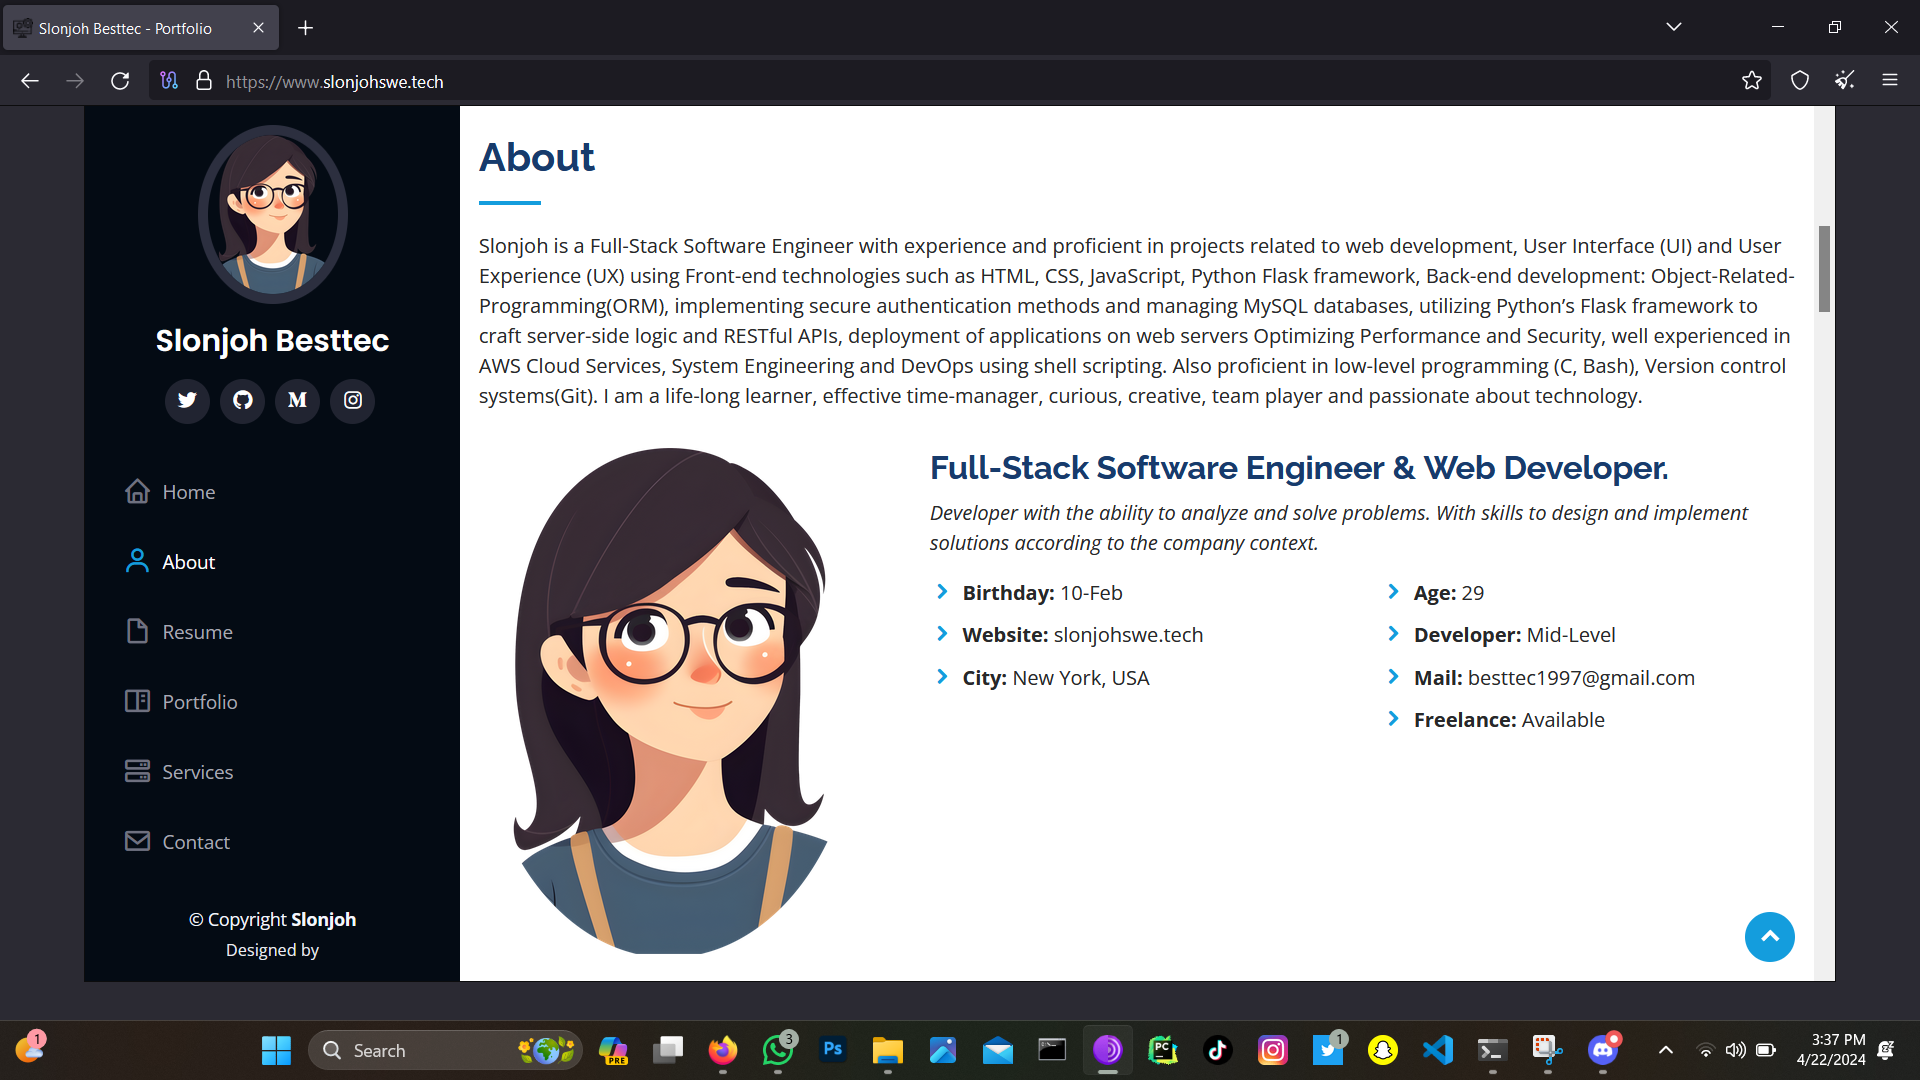 Slonjoh Besttec - Portfolio
https://www.slonjohswe.tech
Slonjoh Besttec
Home
About
Resume
Portfolio
Services
Contact
© Copyright Slonjoh
Designed by
About
Slonjoh is a Full-Stack Software Engineer with experience and proficient in projects related to web development, User Interface (UI) and User
Experience (UX) using Front-end technologies such as HTML, CSS, JavaScript, Python Flask framework, Back-end development: Object-Related-
Programming(ORM), implementing secure authentication methods and managing MySQL databases, utilizing Python’s Flask framework to
craft server-side logic and RESTful APIs, deployment of applications on web servers Optimizing Performance and Security, well experienced in
AWS Cloud Services, System Engineering and DevOps using shell scripting. Also proficient in low-level programming (C, Bash), Version control
systems(Git). I am a life-long learner, effective time-manager, curious, creative, team player and passionate about technology.
Full-Stack Software Engineer & Web Developer.
Developer with the ability to analyze and solve problems. With skills to design and implement
solutions according to the company context.
Birthday: 10-Feb
Website: slonjohswe.tech
City: New York, USA
Age: 29
Developer: Mid-Level
Mail: besttec1997@gmail.com
Freelance: Available
1
Search
PRE
3
Ps
PC
1
3:37 PM
4/22/2024